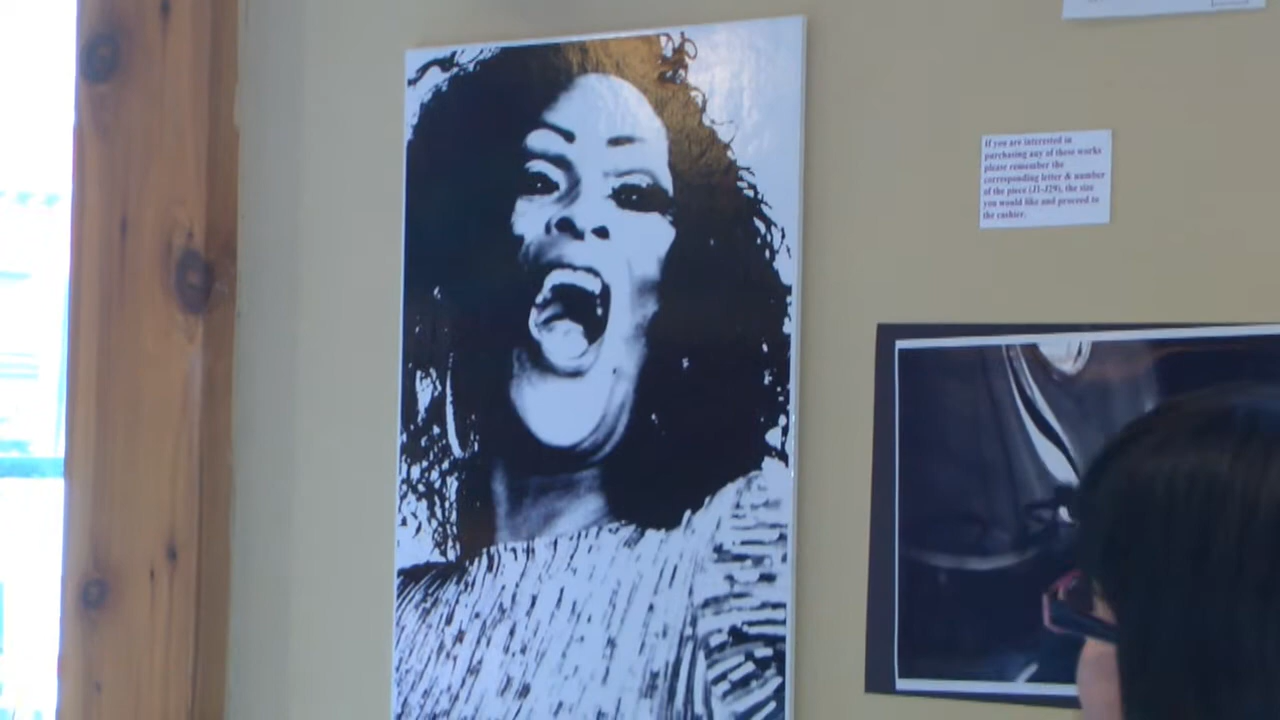 If you are interested in
purchasing any of these works
please remember the
corresponding letter & number
of the piece (J1-J29), the size
you would like and proceed to
the cashier.